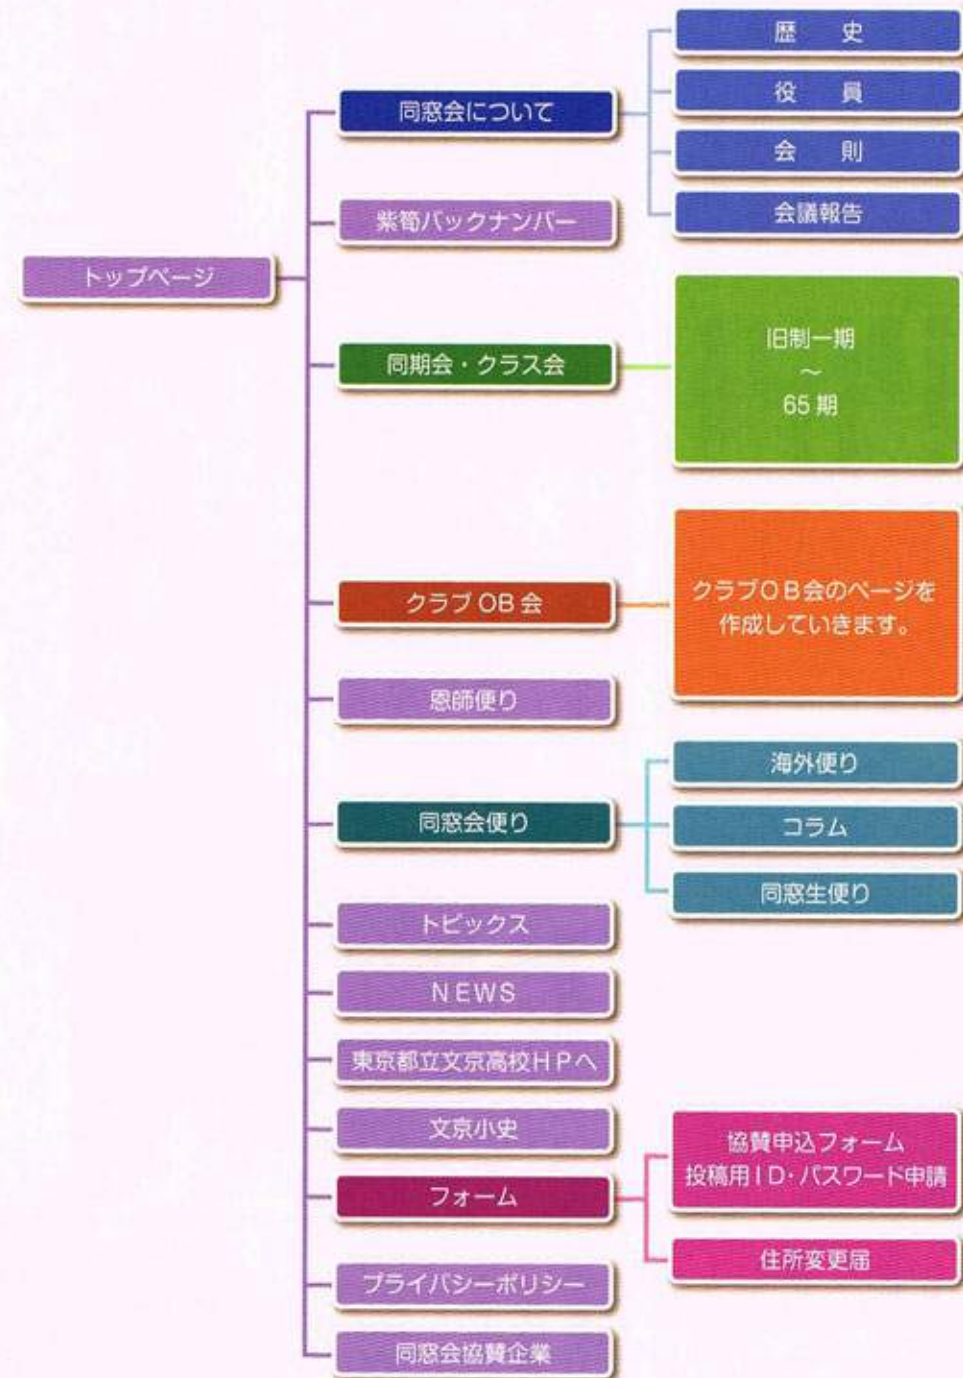 トップページ
同窓会について
歴 史
役 員
会 則
会議報告
紫筍バックナンバー
同期会・クラス会
旧制一期
～
65 期
クラブ OB 会
クラブOB会のページを
作成していきます。
恩師便り
同窓会便り
海外便り
コラム
同窓生便り
トピックス
NEWS
東京都立文京高校HPへ
文京小史
フォーム
協賛申込フォーム
投稿用ID・パスワード申請
住所変更届
プライバシーポリシー
同窓会協賛企業